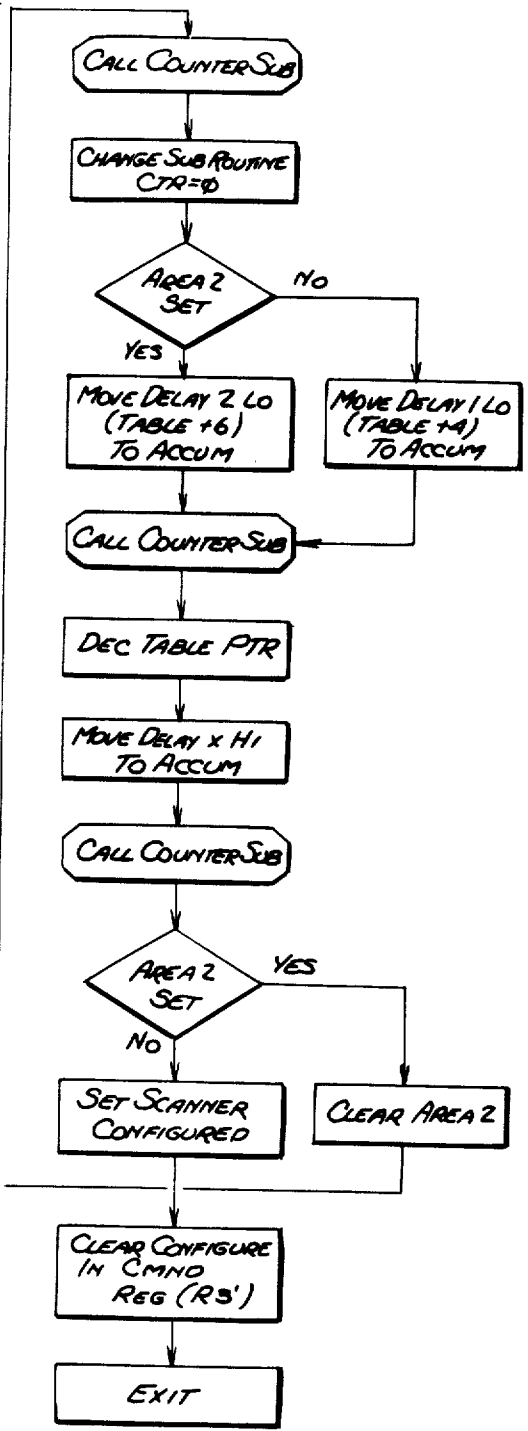 CALL COUNTER SUB
CHANGE SUB ROUTINE
CTR=φ
AREA 2
SET
NO
YES
MOVE DELAY 2 LO
(TABLE +6)
TO ACCUM
MOVE DELAY 1 LO
(TABLE +4)
TO ACCUM
CALL COUNTER SUB
DEC TABLE PTR
MOVE DELAY X HI
TO ACCUM
CALL COUNTER SUB
AREA 2
SET
YES
NO
SET SCANNER
CONFIGURED
CLEAR AREA 2
CLEAR CONFIGURE
IN CMND
REG (R3')
EXIT